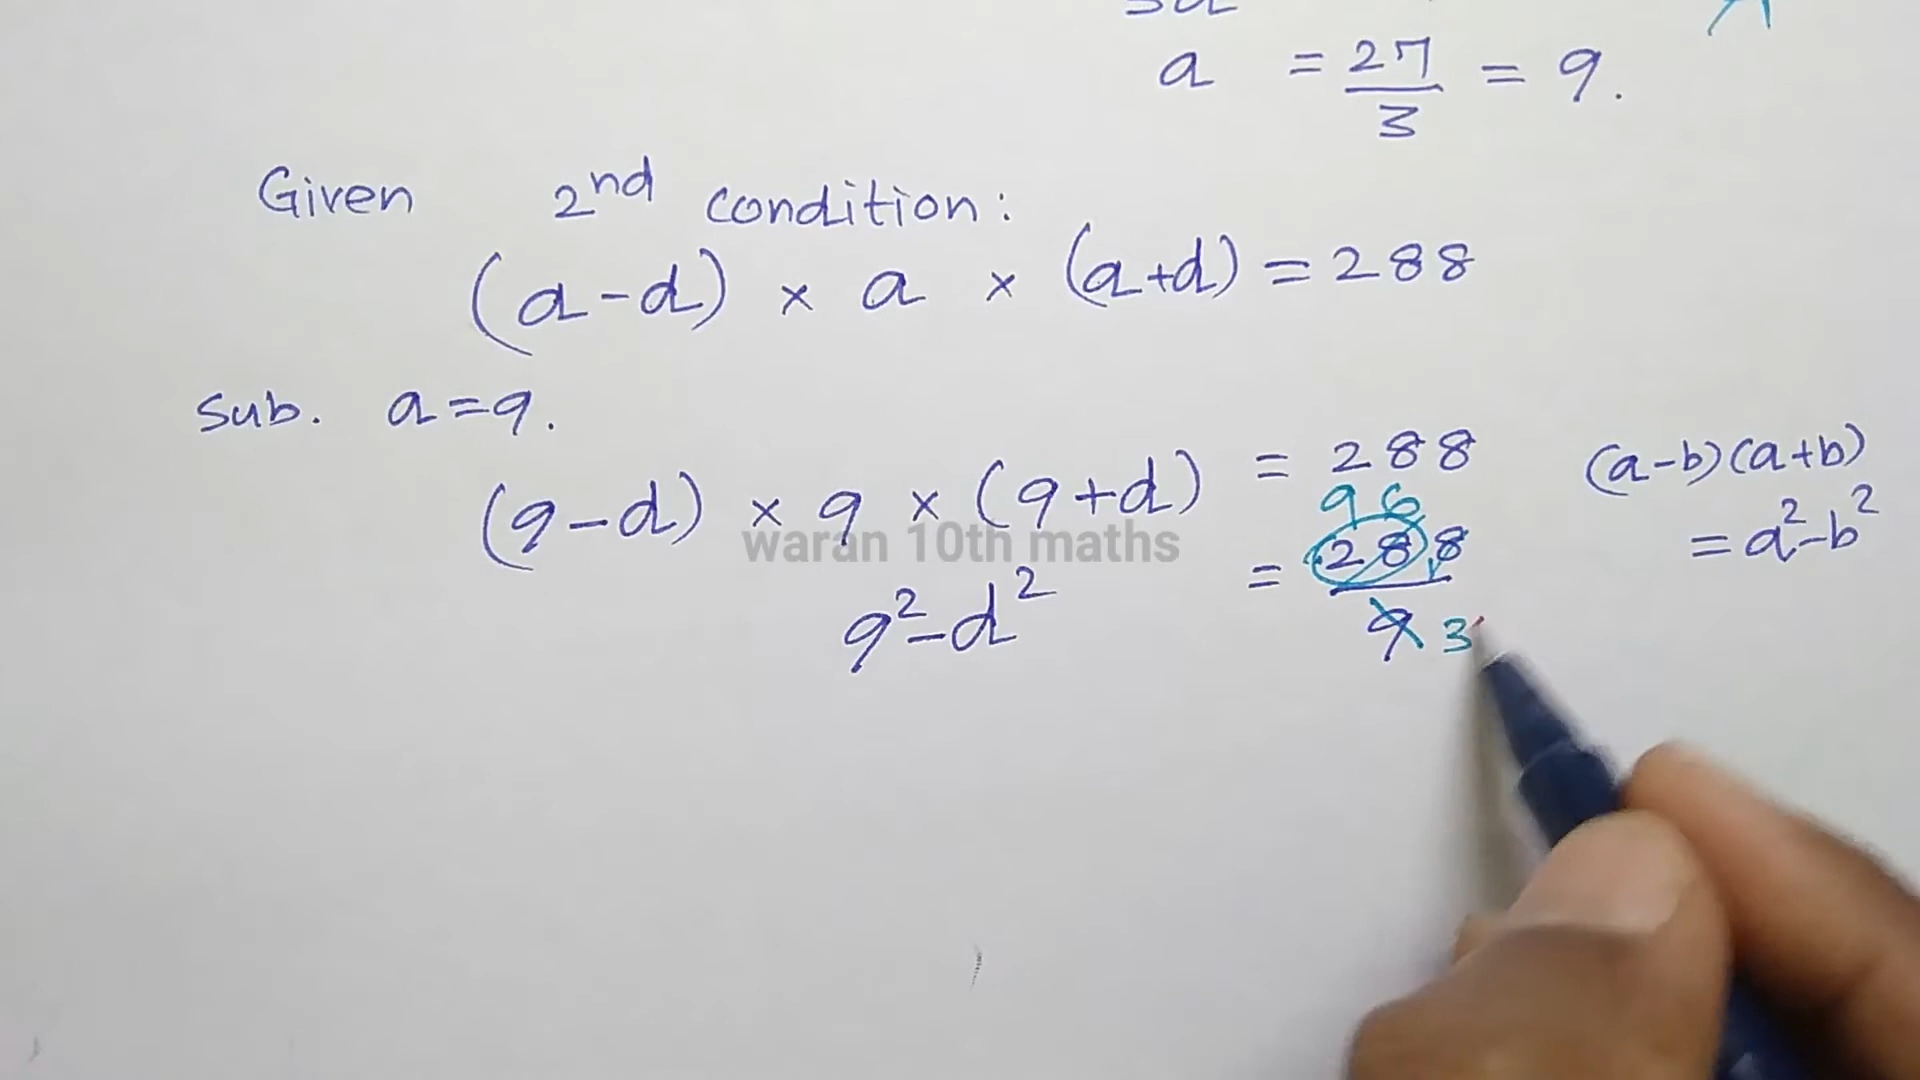 a = 27/3 = 9.
Given 2nd condition:
(a-d) × a × (a+d) = 288
Sub. a=9.
(9-d) × 9 × (9+d) = 288
(a-b)(a+b)
= a²-b²
96
9²-d² = 288/9 3
waran 10th maths